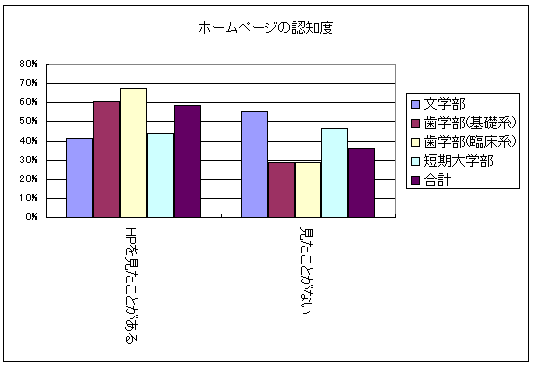 ホームページの認知度
80%
70%
60%
50%
40%
30%
20%
10%
0%
HPを見たことがある
見たことがない
文学部
歯学部(基礎系)
歯学部(臨床系)
短期大学部
合計